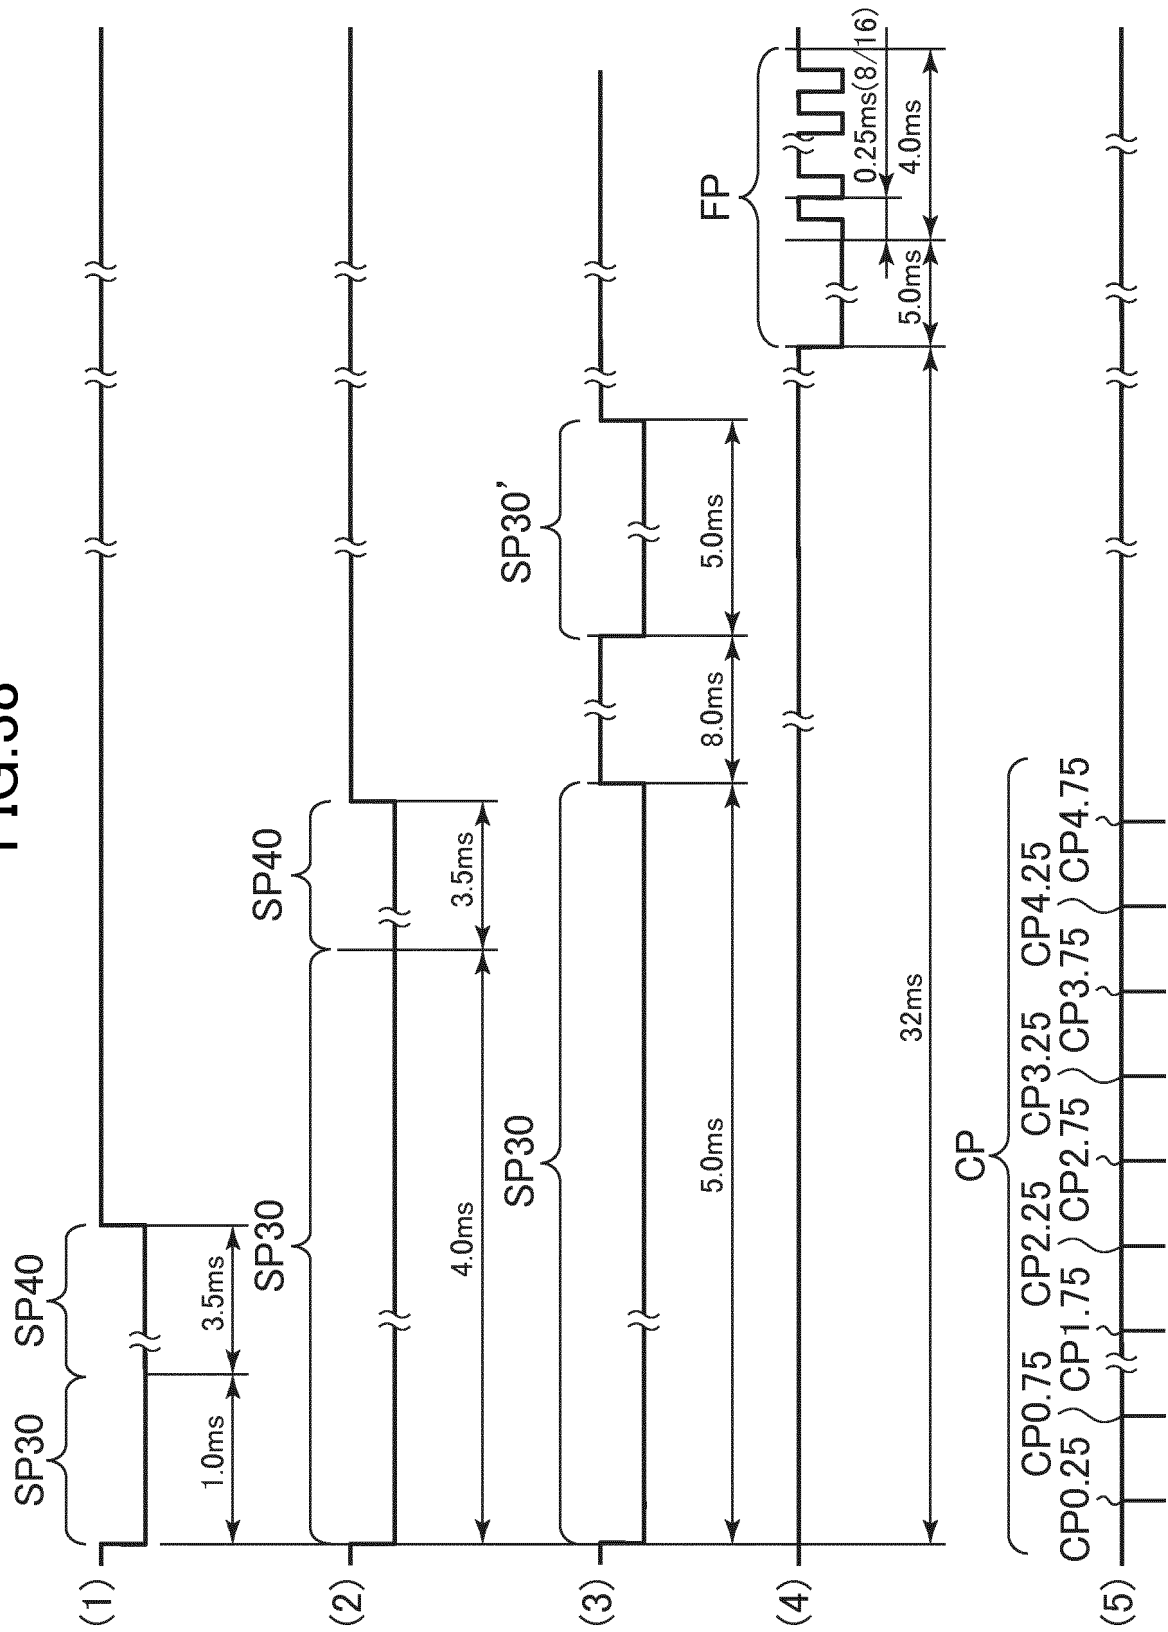 SP30 SP40
(1)
1.0ms 3.5ms
SP30 SP40
(2)
4.0ms 3.5ms
SP30 SP30'
(3)
5.0ms 8.0ms 5.0ms
FP
(4)
0.25ms(8/16)
32ms 5.0ms 4.0ms
CP
CP0.75 CP2.25 CP3.25 CP4.25
CP0.25 CP1.75 CP2.75 CP3.75 CP4.75
(5)